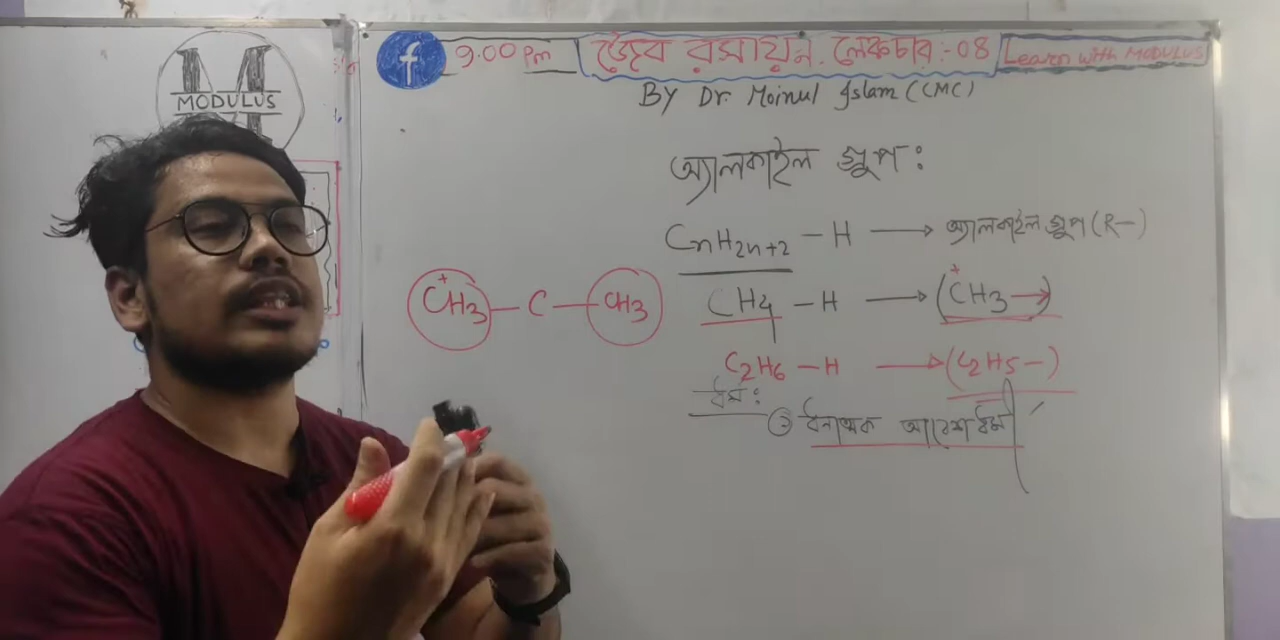 MODULUS
f 9.00 pm জৈব রসায়ন. লেকচার:-08 Learn with MODULUS
By Dr. Moinul Islam (CMC)
অ্যালকাইল গ্রুপ:
CnH2n+2 - H → অ্যালকাইল গ্রুপ (R-)
CH4 - H → (+CH3→)
+CH3 - C - CH3
C2H6 - H → (C2H5 -)
ধর্ম:
ধনাত্মক আবেশধর্মী